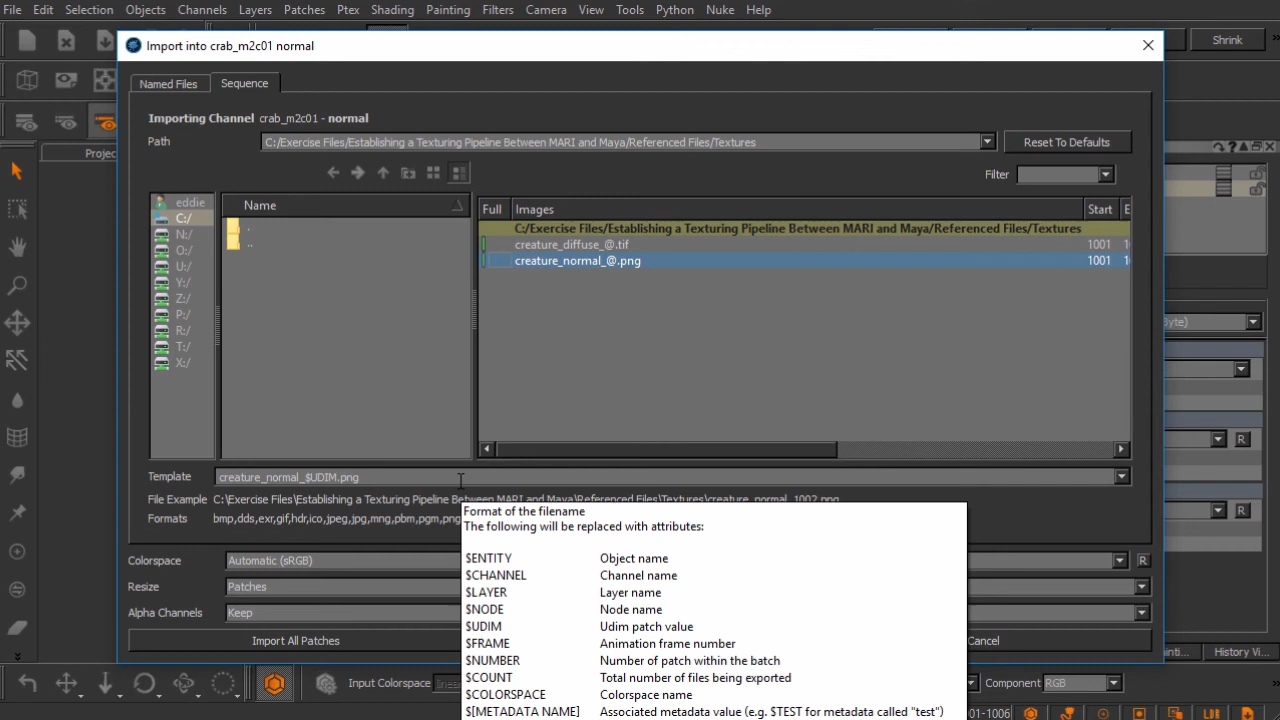 File Edit Selection Objects Channels Layers Patches Ptex Shading Painting Filters Camera View Tools Python Nuke Help
Import into crab_m2c01 normal
Shrink
Named Files Sequence
Importing Channel crab_m2c01 - normal
Path C:/Exercise Files/Establishing a Texturing Pipeline Between MARI and Maya/Referenced Files/Textures Reset To Defaults
Projec
Filter
eddie Name Full Images Start E
C:/ . C:/Exercise Files/Establishing a Texturing Pipeline Between MARI and Maya/Referenced Files/Textures
N:/ .. creature_diffuse_@.tif 1001
O:/ creature_normal_@.png 1001
U:/
Y:/
Z:/
P:/
R:/
T:/
X:/
Byte)
R
Template creature_normal_$UDIM.png
File Example C:\Exercise Files\Establishing a Texturing Pipeline Between MARI and Maya\Referenced Files\Textures\creature_normal_1002.png
R
Formats bmp,dds,exr,gif,hdr,ico,jpeg,jpg,mng,pbm,pgm,png
Format of the filename
The following will be replaced with attributes:
$ENTITY Object name
$CHANNEL Channel name
$LAYER Layer name
$NODE Node name
$UDIM Udim patch value
$FRAME Animation frame number
$NUMBER Number of patch within the batch
$COUNT Total number of files being exported
$COLORSPACE Colorspace name
$[METADATA NAME] Associated metadata value (e.g. $TEST for metadata called "test")
Colorspace Automatic (sRGB) R
Resize Patches
Alpha Channels Keep
Import All Patches Cancel
ainti... History Vi...
Input Colorspace linea Component RGB
01-1006